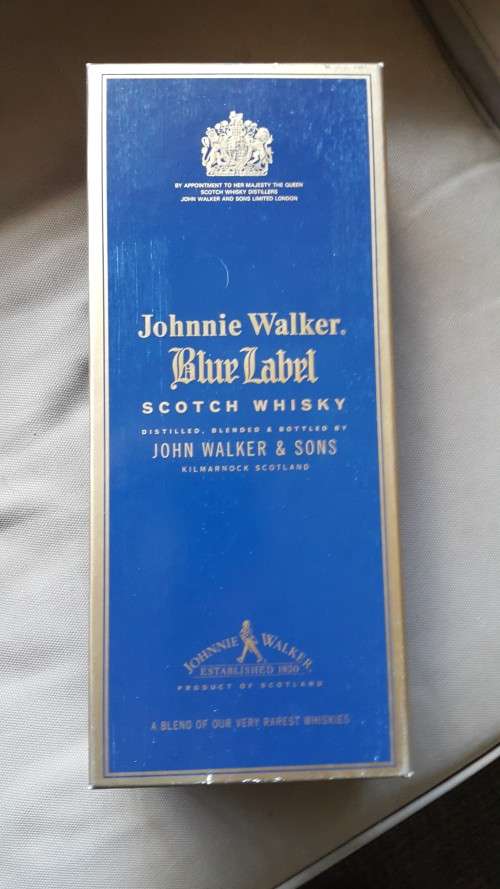 BY APPOINTMENT TO HER MAJESTY THE QUEEN
SCOTCH WHISKY DISTILLERS
JOHN WALKER AND SONS LIMITED LONDON
Johnnie Walker.
Blue Label
SCOTCH WHISKY
DISTILLED, BLENDED & BOTTLED BY
JOHN WALKER & SONS
KILMARNOCK SCOTLAND
JOHNNIE WALKER.
ESTABLISHED 1820
PRODUCT OF SCOTLAND
A BLEND OF OUR VERY RAREST WHISKIES